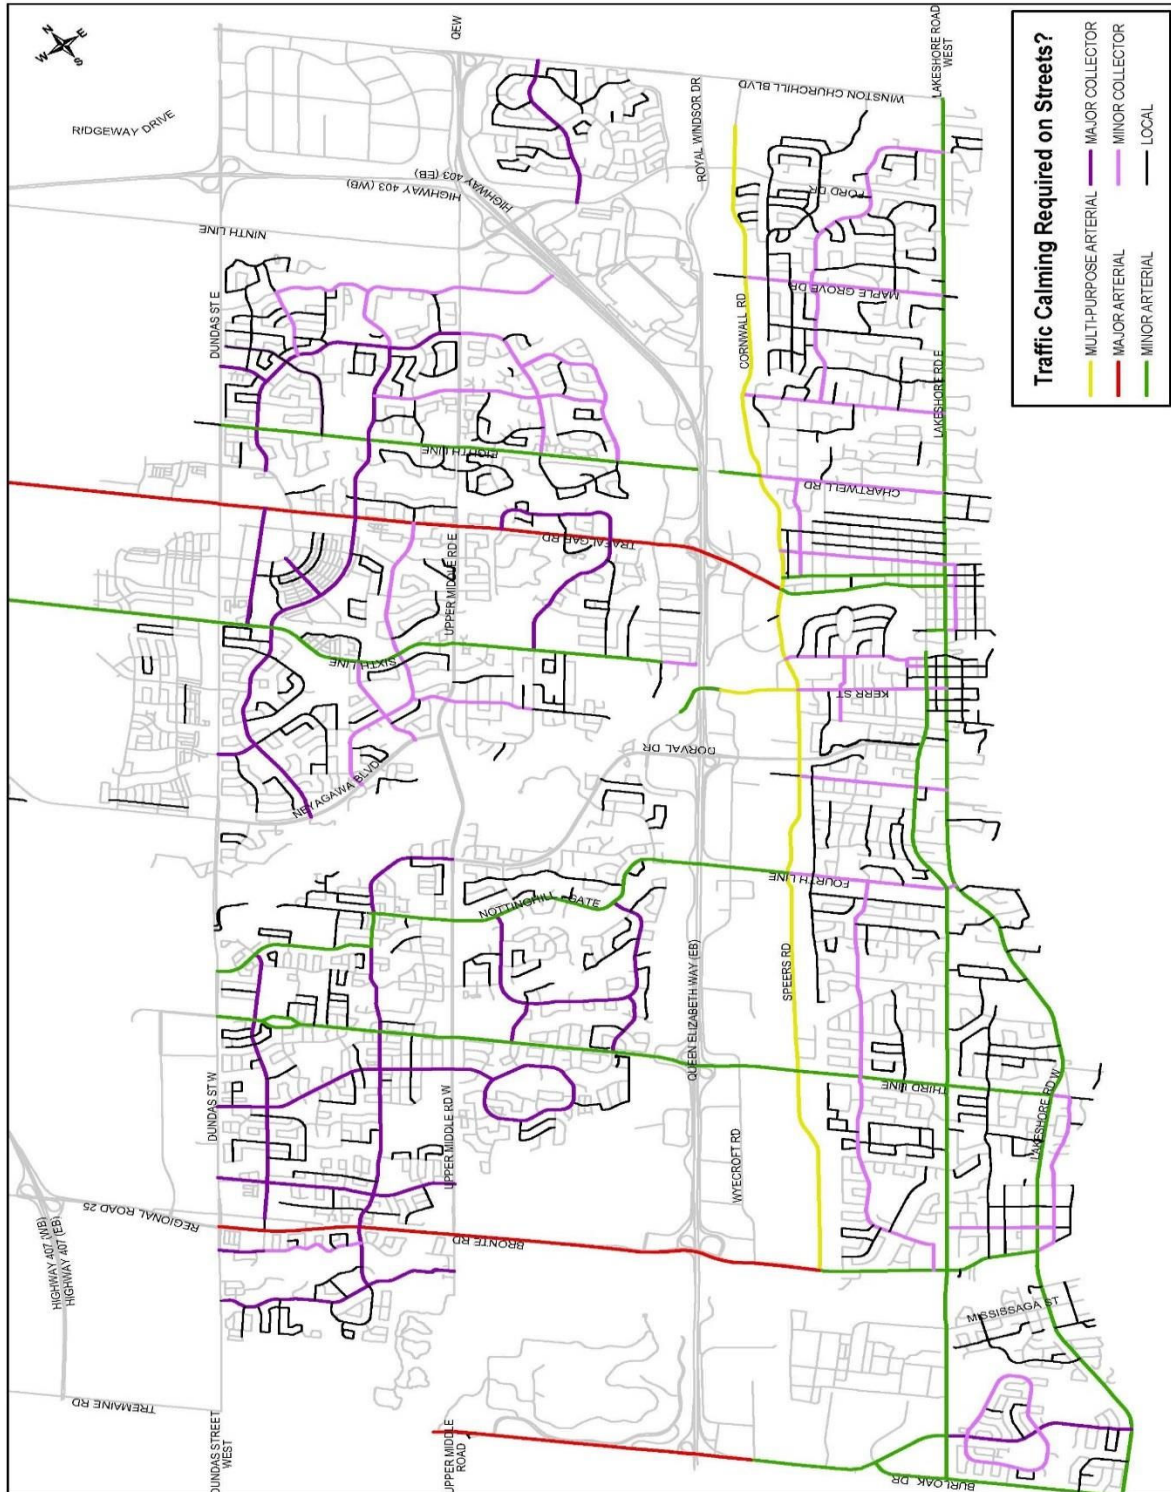 N
E
S
W
QEW
LAKESHORE ROAD
WEST
WINSTON CHURCHILL BLVD
RIDGEWAY DRIVE
ROYAL WINDSOR DR
HIGHWAY 403 (EB)
HIGHWAY 403 (WB)
FORD DR
NINTH LINE
DUNDAS ST E
MAPLE GROVE DR
CORNWALL RD
LAKESHORE RD E
EIGHTH LINE
CHARTWELL RD
TRAFALGAR RD
UPPER MIDDLE RD E
SIXTH LINE
KERR ST
DORVAL DR
NEYAGAWA BLVD
FOURTH LINE
NOTTINGHILL GATE
SPEERS RD
QUEEN ELIZABETH WAY (EB)
THIRD LINE
DUNDAS ST W
UPPER MIDDLE RD W
LAKESHORE RD W
WYECROFT RD
REGIONAL ROAD 25
BRONTE RD
HIGHWAY 407 (WB)
HIGHWAY 407 (EB)
MISSISSAGA ST
TREMAINE RD
DUNDAS STREET
WEST
UPPER MIDDLE
ROAD
BURLOAK DR
Traffic Calming Required on Streets?
MULTI-PURPOSE ARTERIAL
MAJOR ARTERIAL
MINOR ARTERIAL
MAJOR COLLECTOR
MINOR COLLECTOR
LOCAL